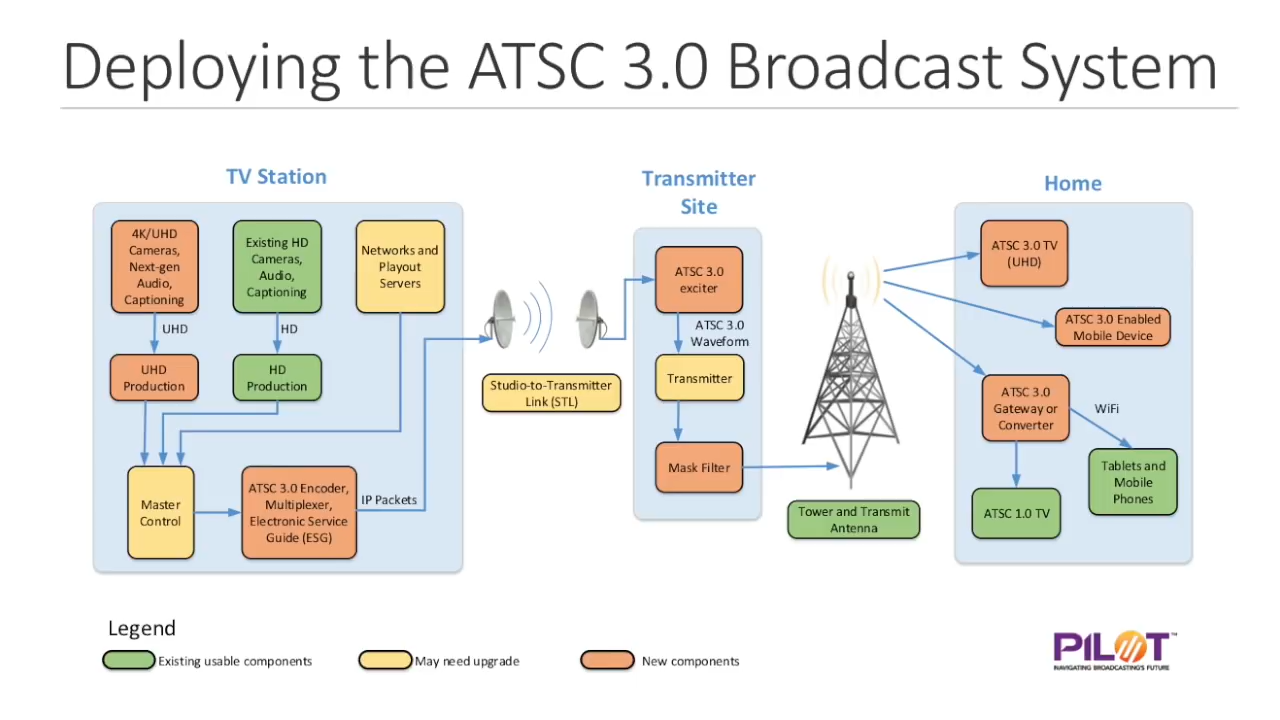 Deploying the ATSC 3.0 Broadcast System
TV Station
4K/UHD
Cameras,
Next-gen
Audio,
Captioning
Existing HD
Cameras,
Audio,
Captioning
Networks and
Playout
Servers
UHD
HD
UHD
Production
HD
Production
Master
Control
ATSC 3.0 Encoder,
Multiplexer,
Electronic Service
Guide (ESG)
IP Packets
Studio-to-Transmitter
Link (STL)
Transmitter
Site
ATSC 3.0
exciter
ATSC 3.0
Waveform
Transmitter
Mask Filter
Tower and Transmit
Antenna
Home
ATSC 3.0 TV
(UHD)
ATSC 3.0 Enabled
Mobile Device
ATSC 3.0
Gateway or
Converter
WiFi
Tablets and
Mobile
Phones
ATSC 1.0 TV
Legend
Existing usable components
May need upgrade
New components
PILOT™
NAVIGATING BROADCASTING'S FUTURE